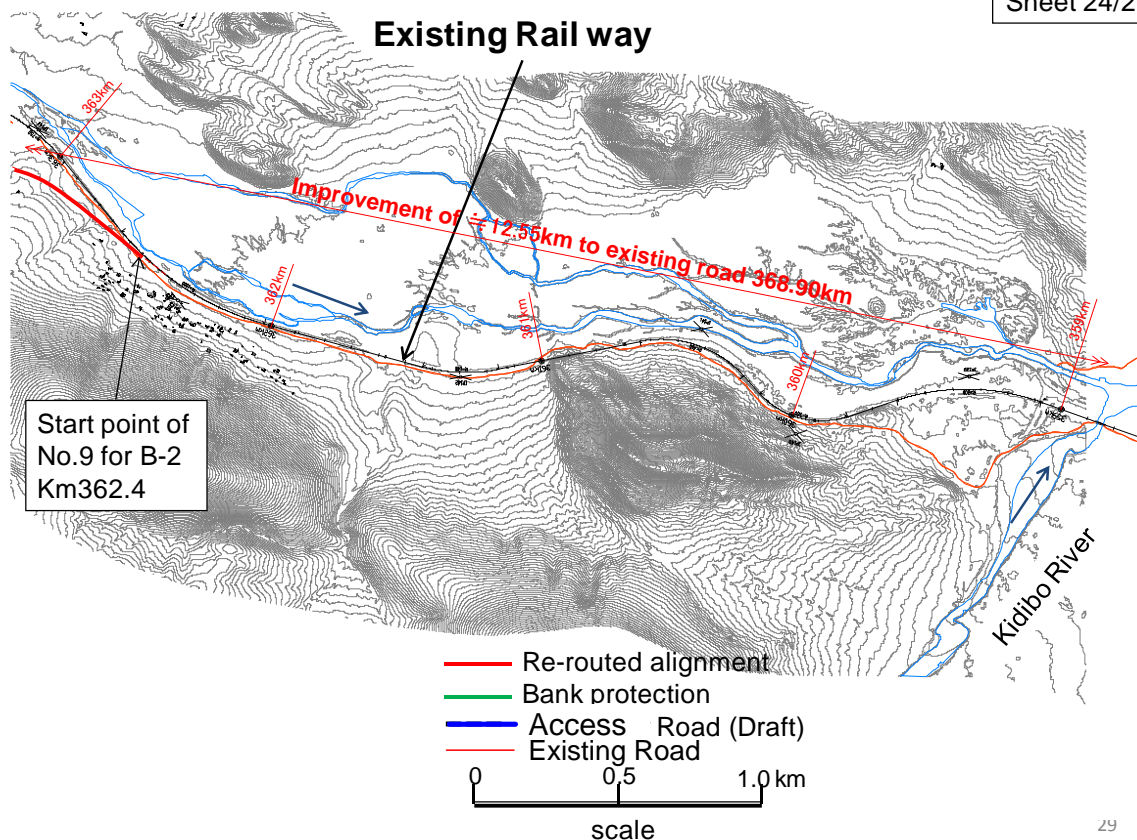 Sheet 24/2
Existing Rail way
363km
Improvement of ≒12.55km to existing road 368.90km
362km
361km
360km
359km
Start point of
No.9 for B-2
Km362.4
Kidibo River
Re-routed alignment
Bank protection
Access Road (Draft)
Existing Road
0 0.5 1.0 km
scale
29